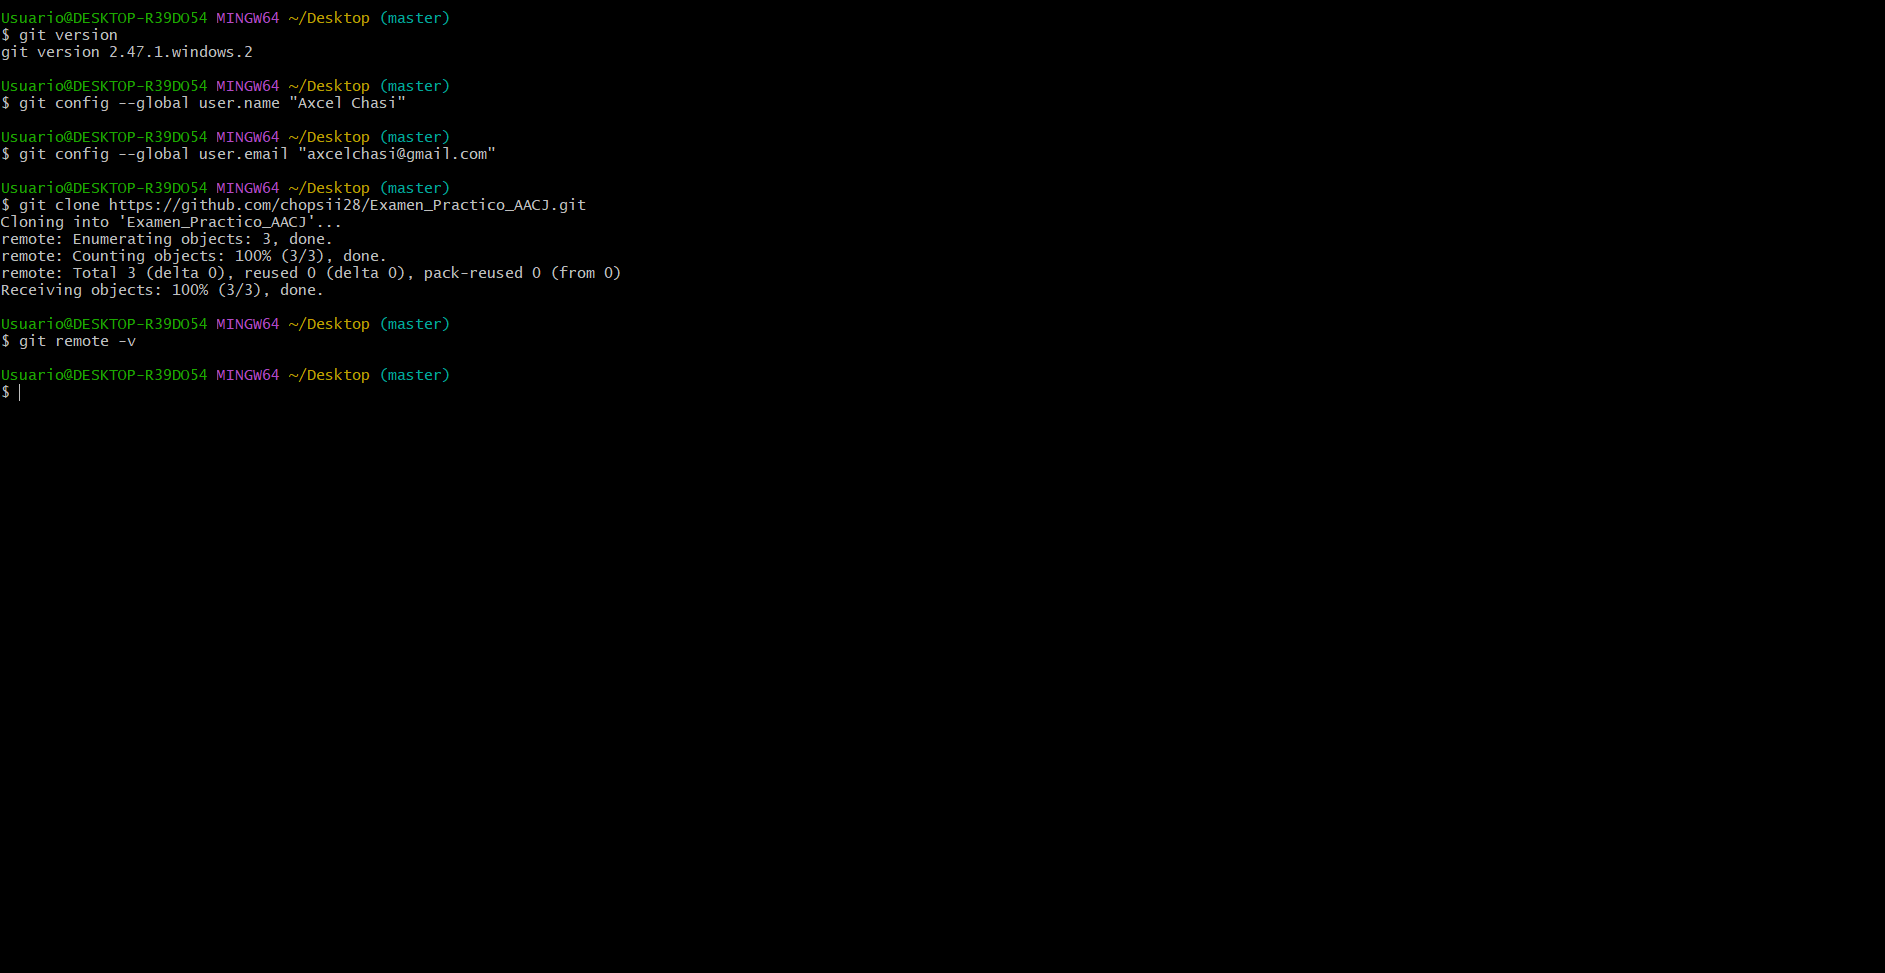 Usuario@DESKTOP-R39DO54 MINGW64 ~/Desktop (master)
$ git version
git version 2.47.1.windows.2
Usuario@DESKTOP-R39DO54 MINGW64 ~/Desktop (master)
$ git config --global user.name "Axcel Chasi"
Usuario@DESKTOP-R39DO54 MINGW64 ~/Desktop (master)
$ git config --global user.email "axcelchasi@gmail.com"
Usuario@DESKTOP-R39DO54 MINGW64 ~/Desktop (master)
$ git clone https://github.com/chopsii28/Examen_Practico_AACJ.git
Cloning into 'Examen_Practico_AACJ'...
remote: Enumerating objects: 3, done.
remote: Counting objects: 100% (3/3), done.
remote: Total 3 (delta 0), reused 0 (delta 0), pack-reused 0 (from 0)
Receiving objects: 100% (3/3), done.
Usuario@DESKTOP-R39DO54 MINGW64 ~/Desktop (master)
$ git remote -v
Usuario@DESKTOP-R39DO54 MINGW64 ~/Desktop (master)
$